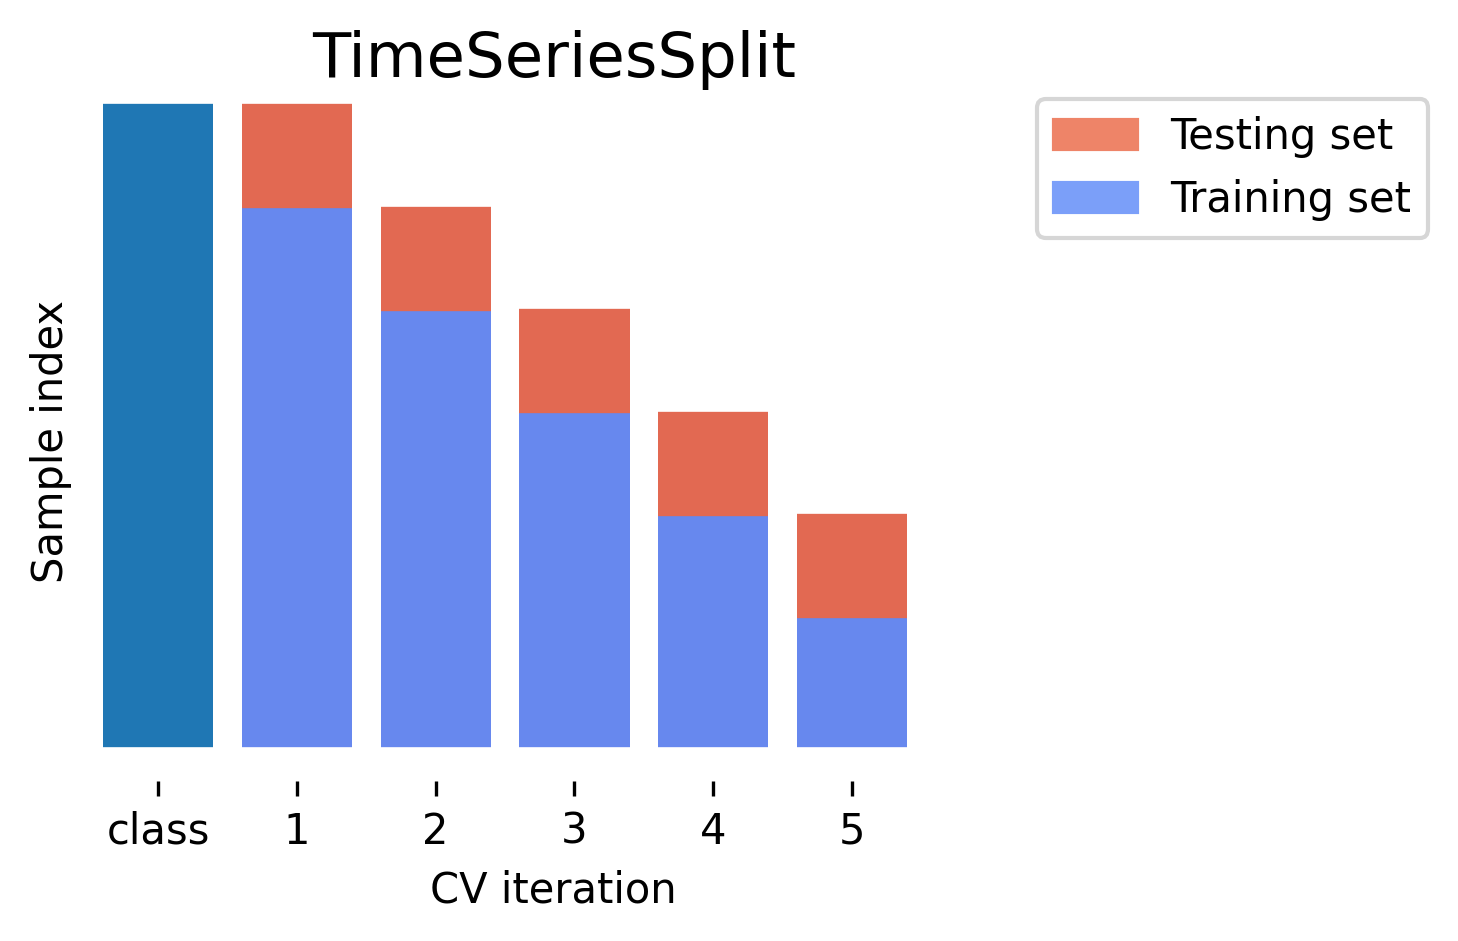 TimeSeriesSplit
Testing set
Training set
Sample index
class 1 2 3 4 5
CV iteration